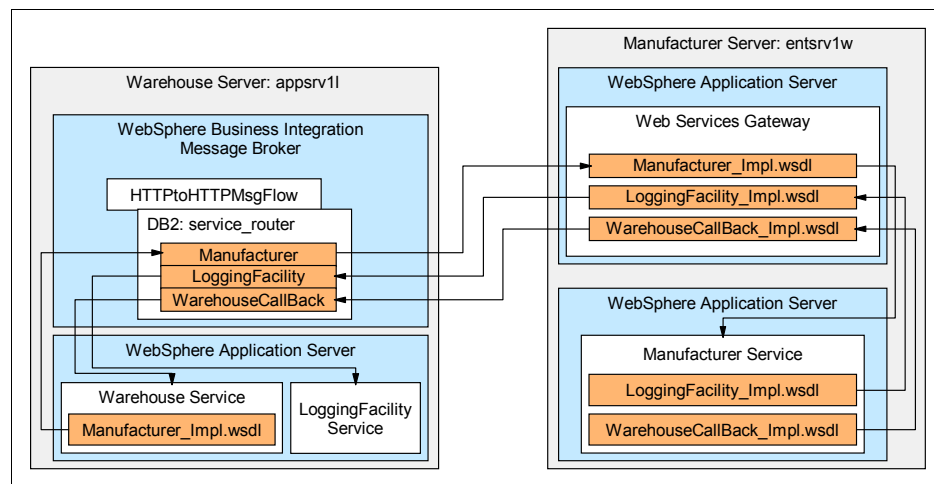 Warehouse Server: appsrv1l
WebSphere Business Integration
Message Broker
HTTPtoHTTPMsgFlow
DB2: service_router
Manufacturer
LoggingFacility
WarehouseCallBack
WebSphere Application Server
Warehouse Service
Manufacturer_Impl.wsdl
LoggingFacility
Service
Manufacturer Server: entsrv1w
WebSphere Application Server
Web Services Gateway
Manufacturer_Impl.wsdl
LoggingFacility_Impl.wsdl
WarehouseCallBack_Impl.wsdl
WebSphere Application Server
Manufacturer Service
LoggingFacility_Impl.wsdl
WarehouseCallBack_Impl.wsdl